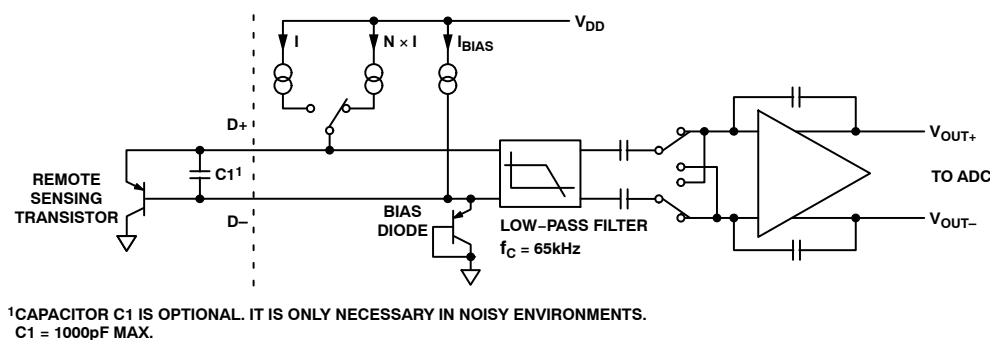 V_DD
I
N × I
I_BIAS
D+
C1¹
REMOTE
SENSING
TRANSISTOR
D–
BIAS
DIODE
LOW–PASS FILTER
f_C = 65kHz
V_OUT+
TO ADC
V_OUT–
¹CAPACITOR C1 IS OPTIONAL. IT IS ONLY NECESSARY IN NOISY ENVIRONMENTS.
C1 = 1000pF MAX.